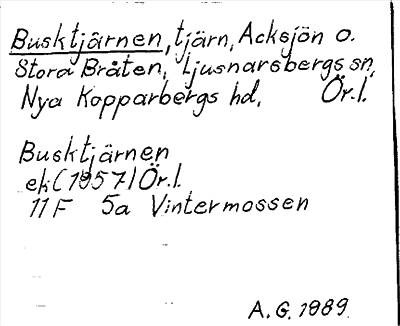 Busktjärnen, tjärn, Acksjön o.
Stora Bråten, Ljusnarsbergs sn,
Nya Kopparbergs hd, Ör.l.
Busktjärnen
ek (1957) Ör.l.
11 F 5a Vintermossen
A.G. 1989.